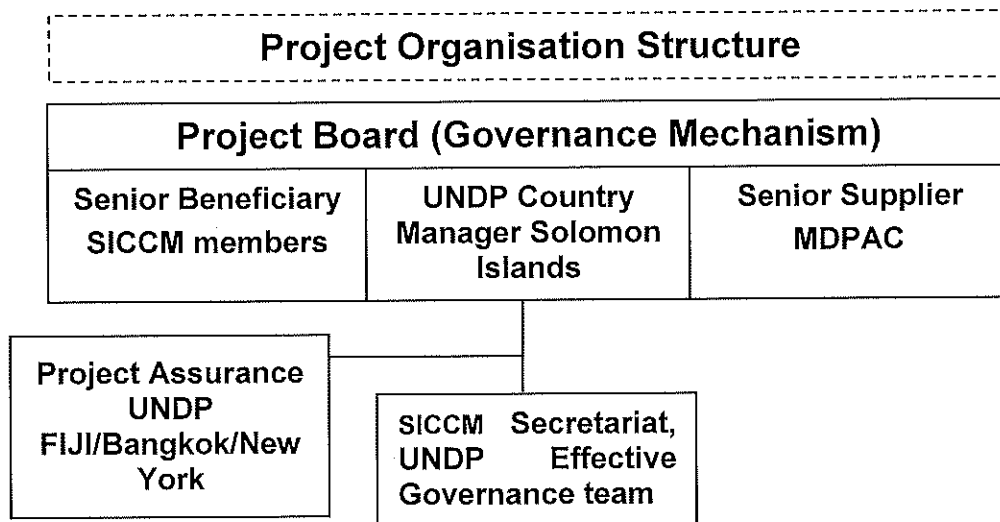 Project Organisation Structure
Project Board (Governance Mechanism)
Senior Beneficiary
SICCM members
UNDP Country
Manager Solomon
Islands
Senior Supplier
MDPAC
Project Assurance
UNDP
FIJI/Bangkok/New
York
SICCM Secretariat,
UNDP Effective
Governance team